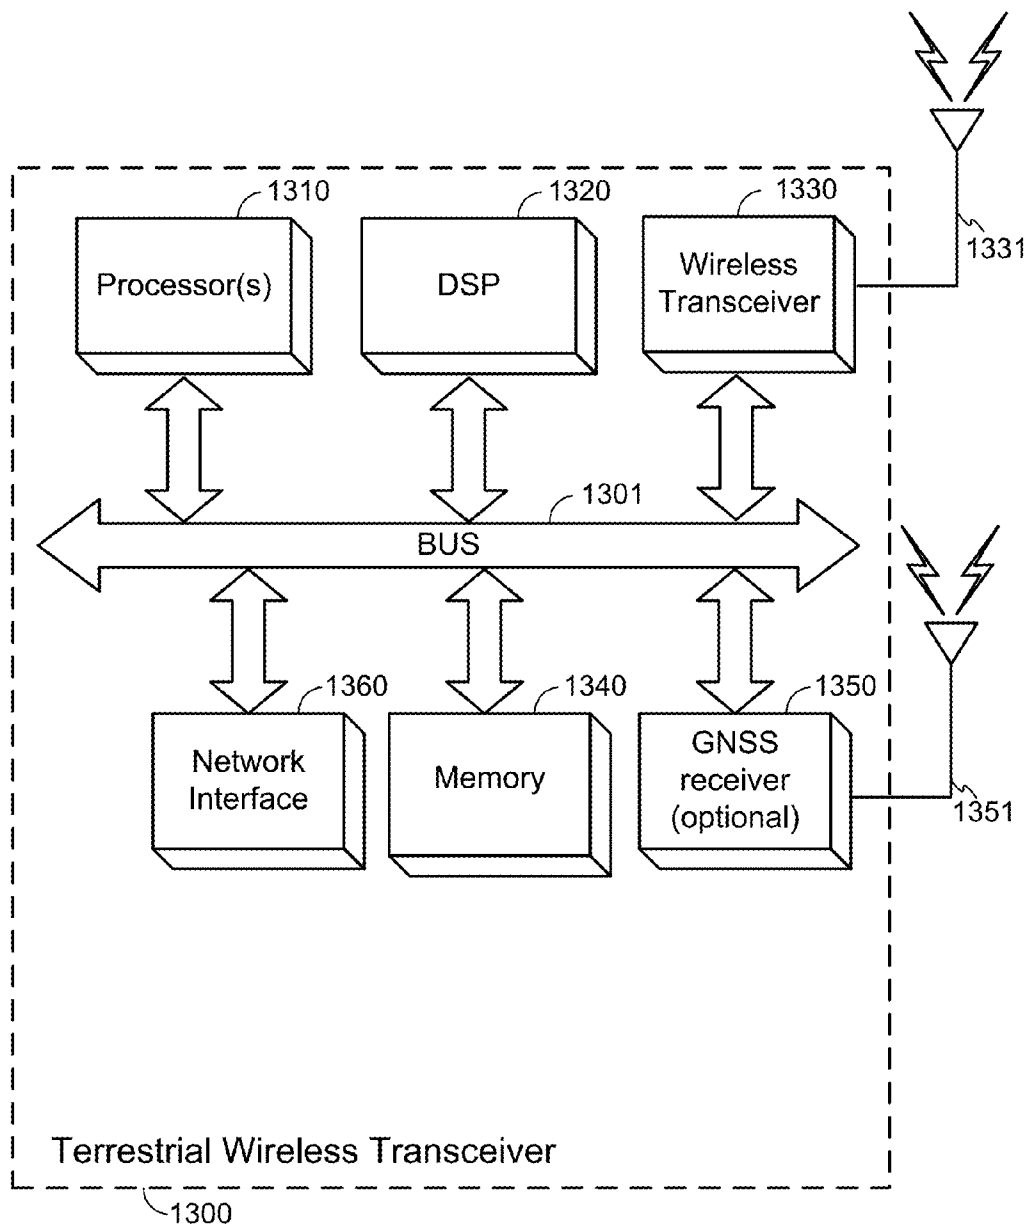 1310
1320
1330
1331
Processor(s)
DSP
Wireless
Transceiver
1301
BUS
1360
1340
1350
Network
Interface
Memory
GNSS
receiver
(optional)
1351
Terrestrial Wireless Transceiver
1300